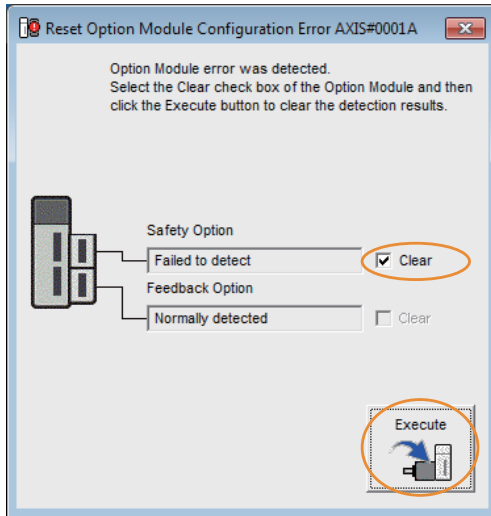 Reset Option Module Configuration Error AXIS#0001A
Option Module error was detected.
Select the Clear check box of the Option Module and then
click the Execute button to clear the detection results.
Safety Option
Failed to detect
Clear
Feedback Option
Normally detected
Clear
Execute